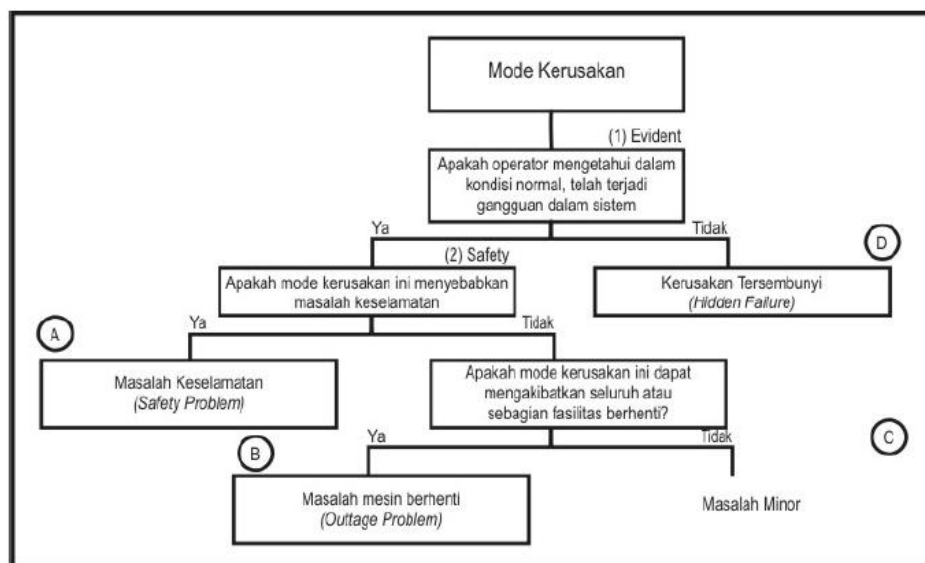 Mode Kerusakan
(1) Evident
Apakah operator mengetahui dalam
kondisi normal, telah terjadi
gangguan dalam sistem
Ya
Tidak
D
(2) Safety
Apakah mode kerusakan ini menyebabkan
masalah keselamatan
Kerusakan Tersembunyi
(Hidden Failure)
Ya
Tidak
A
Masalah Keselamatan
(Safety Problem)
Apakah mode kerusakan ini dapat
mengakibatkan seluruh atau
sebagian fasilitas berhenti?
Ya
Tidak
C
B
Masalah mesin berhenti
(Outtage Problem)
Masalah Minor